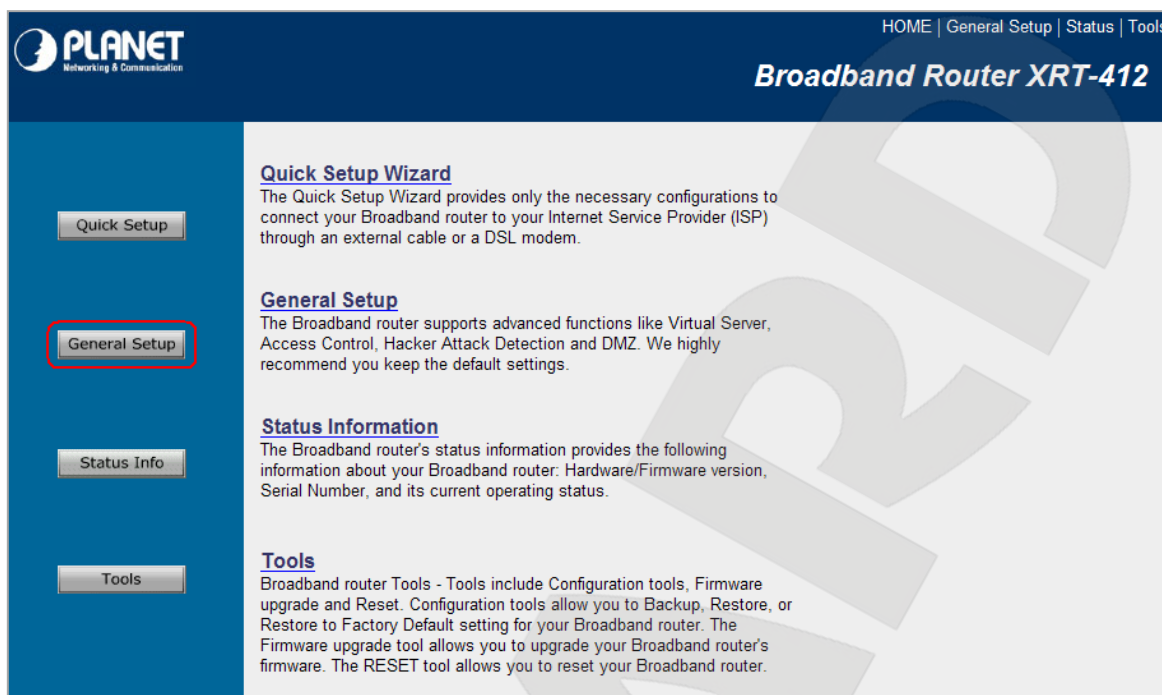 PLANET
Networking & Communication
HOME | General Setup | Status | Tools
Broadband Router XRT-412
Quick Setup
Quick Setup Wizard
The Quick Setup Wizard provides only the necessary configurations to
connect your Broadband router to your Internet Service Provider (ISP)
through an external cable or a DSL modem.
General Setup
General Setup
The Broadband router supports advanced functions like Virtual Server,
Access Control, Hacker Attack Detection and DMZ. We highly
recommend you keep the default settings.
Status Info
Status Information
The Broadband router's status information provides the following
information about your Broadband router: Hardware/Firmware version,
Serial Number, and its current operating status.
Tools
Tools
Broadband router Tools - Tools include Configuration tools, Firmware
upgrade and Reset. Configuration tools allow you to Backup, Restore, or
Restore to Factory Default setting for your Broadband router. The
Firmware upgrade tool allows you to upgrade your Broadband router's
firmware. The RESET tool allows you to reset your Broadband router.